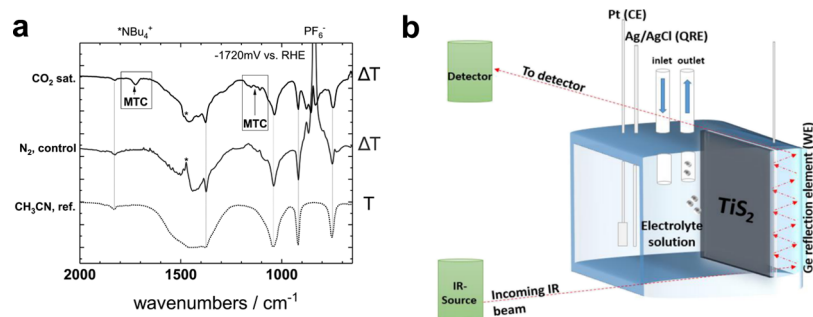 a
*NBu₄⁺
PF₆⁻
-1720mV vs. RHE
CO₂ sat.
ΔT
MTC
MTC
*
N₂, control
ΔT
*
CH₃CN, ref.
T
2000 1500 1000
wavenumbers / cm⁻¹
b
Pt (CE)
Ag/AgCl (QRE)
inlet outlet
Detector
To detector
Ge reflection element (WE)
TiS₂
Electrolyte
solution
IR-
Source
Incoming IR
beam